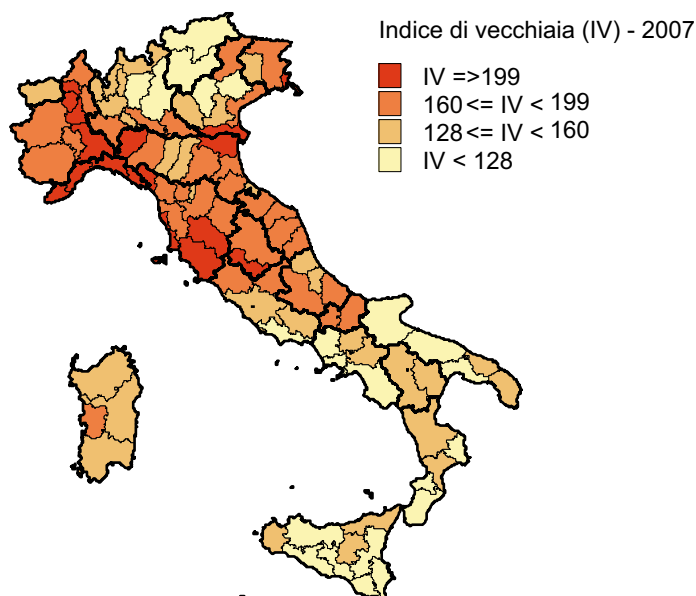 Indice di vecchiaia (IV) - 2007
IV =>199
160<= IV < 199
128<= IV < 160
IV < 128